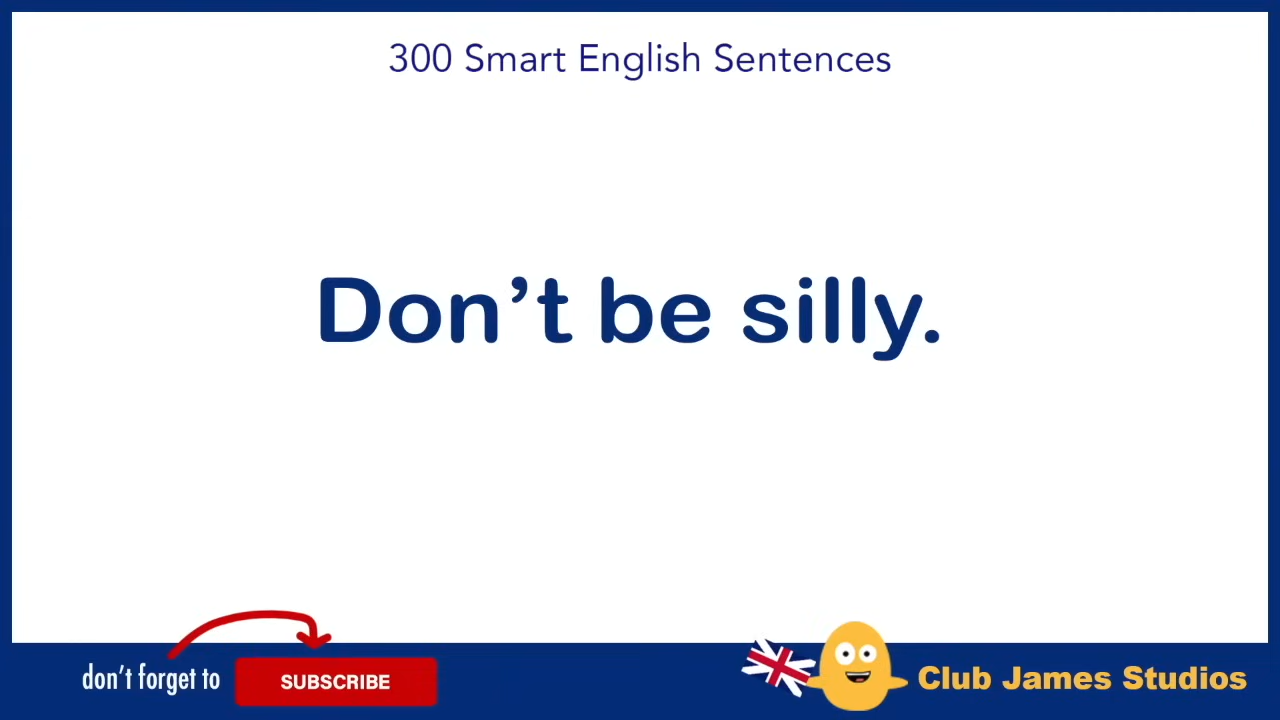 300 Smart English Sentences
Don’t be silly.
don’t forget to
SUBSCRIBE
Club James Studios